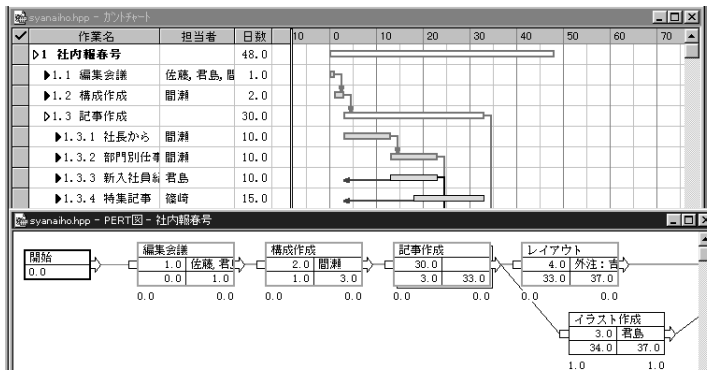 syanaiho.hpp - ガントチャート
作業名 担当者 日数 10 0 10 20 30 40 50 60 70
1 社内報春号 48.0
1.1 編集会議 佐藤, 君島, 1.0
1.2 構成作成 間瀬 2.0
1.3 記事作成 30.0
1.3.1 社長から 間瀬 10.0
1.3.2 部門別仕事 間瀬 10.0
1.3.3 新入社員 君島 10.0
1.3.4 特集記事 篠崎 15.0
syanaiho.hpp - PERT図 - 社内報春号
開始
0.0
編集会議
1.0 佐藤, 君
0.0 1.0
0.0 0.0
構成作成
2.0 間瀬
1.0 3.0
0.0 0.0
記事作成
30.0
3.0 33.0
0.0 0.0
レイアウト
4.0 外注：吉
33.0 37.0
0.0 0.0
イラスト作成
3.0 君島
34.0 37.0
1.0 1.0